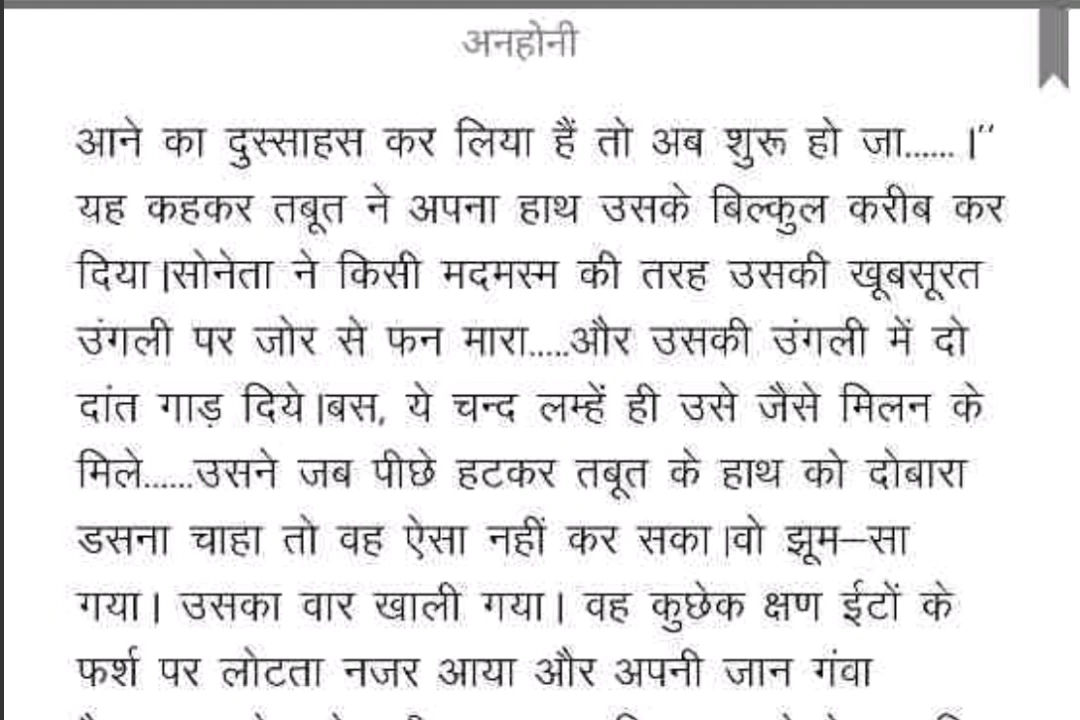 अनहोनी
आने का दुस्साहस कर लिया हैं तो अब शुरू हो जा...... ।’’
यह कहकर तबूत ने अपना हाथ उसके बिल्कुल करीब कर
दिया।सोनेता ने किसी मदमस्म की तरह उसकी खूबसूरत
उंगली पर जोर से फन मारा.....और उसकी उंगली में दो
दांत गाड़ दिये।बस, ये चन्द लम्हें ही उसे जैसे मिलन के
मिले......उसने जब पीछे हटकर तबूत के हाथ को दोबारा
डसना चाहा तो वह ऐसा नहीं कर सका।वो झूम–सा
गया। उसका वार खाली गया। वह कुछेक क्षण ईटों के
फर्श पर लोटता नजर आया और अपनी जान गंवा